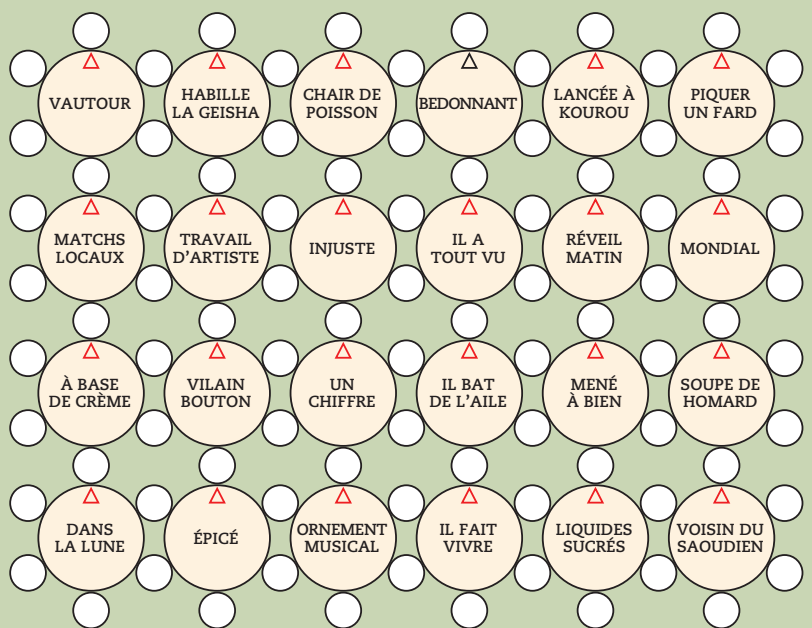 VAUTOUR
HABILLE
LA GEISHA
CHAIR DE
POISSON
BEDONNANT
LANCÉE À
KOUROU
PIQUER
UN FARD
MATCHS
LOCAUX
TRAVAIL
D'ARTISTE
INJUSTE
IL A
TOUT VU
RÉVEIL
MATIN
MONDIAL
À BASE
DE CRÈME
VILAIN
BOUTON
UN
CHIFFRE
IL BAT
DE L'AILE
MENÉ
À BIEN
SOUPE DE
HOMARD
DANS
LA LUNE
ÉPICÉ
ORNEMENT
MUSICAL
IL FAIT
VIVRE
LIQUIDES
SUCRÉS
VOISIN DU
SAOUDIEN